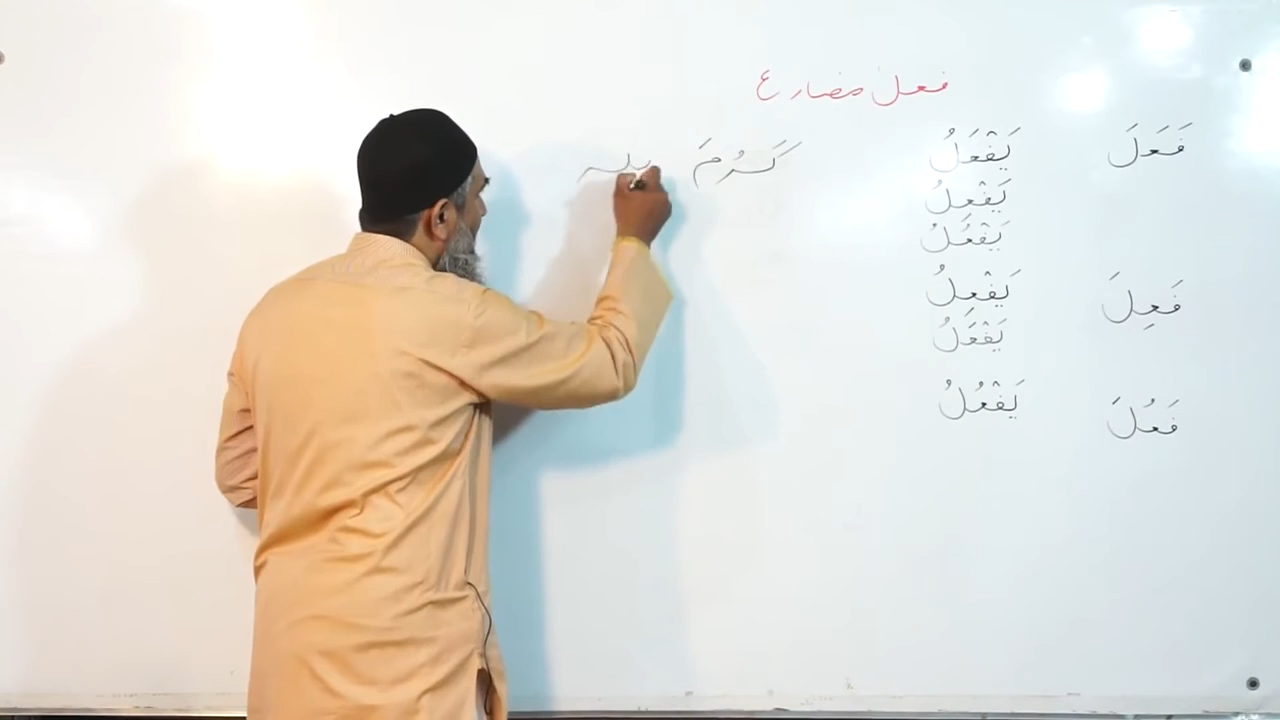 فعل مضارع
فَعَلَ يَفْعَلُ كَرُمَ
يَفْعِلُ
يَفْعُلُ
فَعِلَ يَفْعِلُ
يَفْعَلُ
فَعُلَ يَفْعُلُ